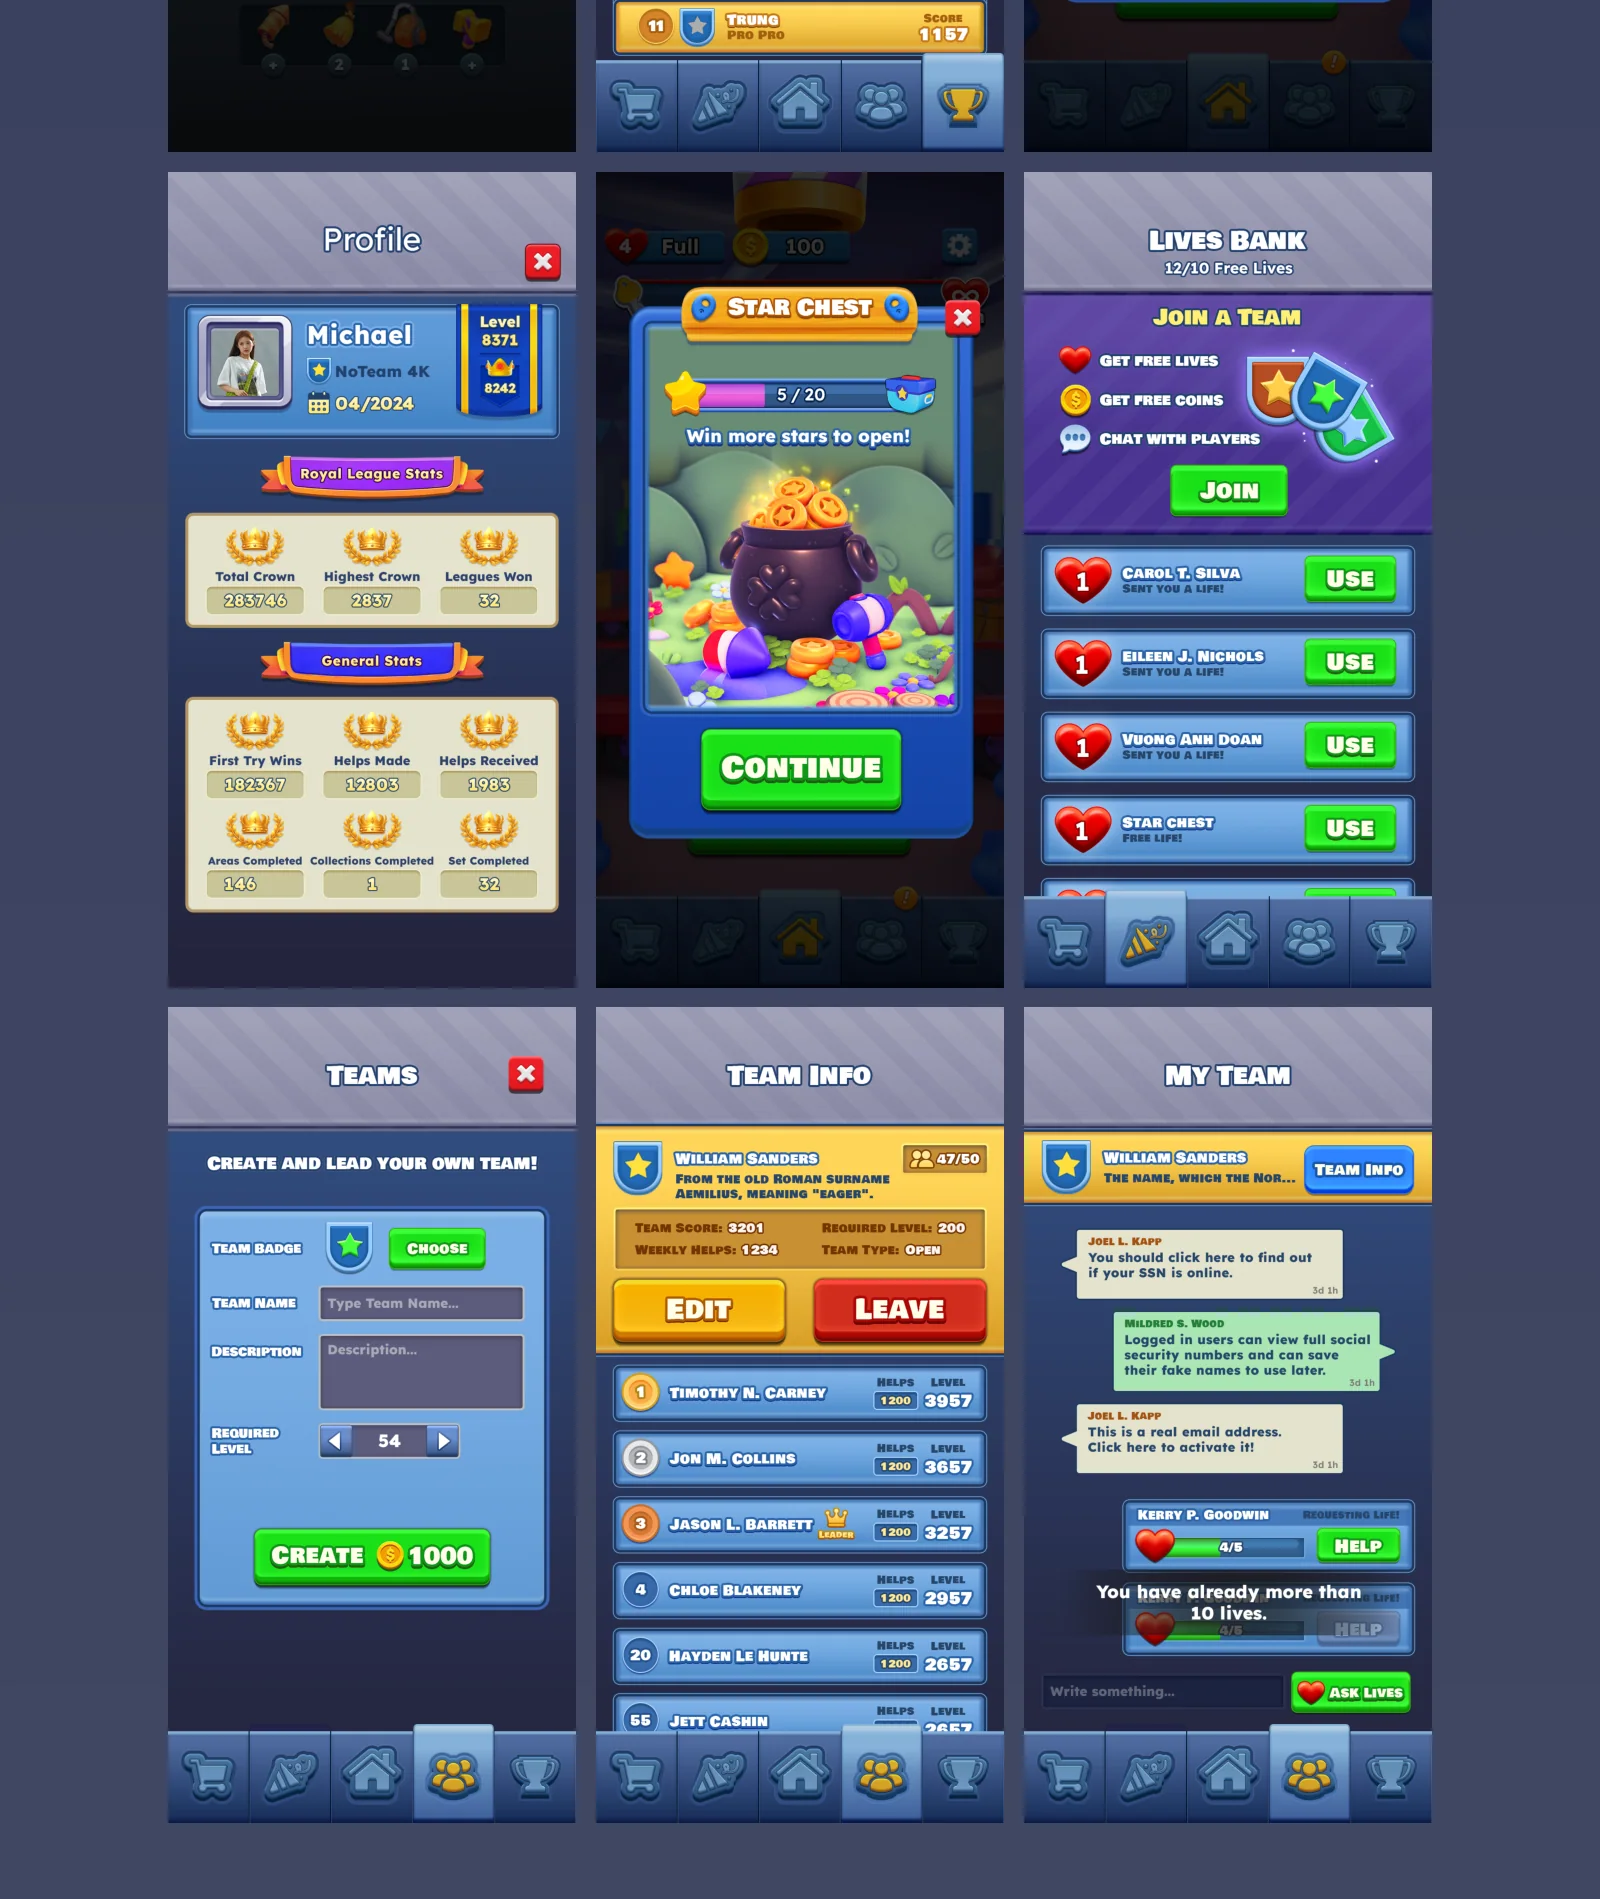 +
2
1
+
11
TRUNG
PRO PRO
SCORE
1157
!
Profile
Michael
NoTeam 4K
04/2024
Level
8371
8242
Royal League Stats
Total Crown
Highest Crown
Leagues Won
283746
2837
32
General Stats
First Try Wins
Helps Made
Helps Received
182367
12803
1983
Areas Completed
Collections Completed
Set Completed
146
1
32
4
Full
100
STAR CHEST
5 / 20
Win more stars to open!
CONTINUE
!
LIVES BANK
12/10 Free Lives
JOIN A TEAM
GET FREE LIVES
GET FREE COINS
CHAT WITH PLAYERS
JOIN
1
CAROL T. SILVA
SENT YOU A LIFE!
USE
1
EILEEN J. NICHOLS
SENT YOU A LIFE!
USE
1
VUONG ANH DOAN
SENT YOU A LIFE!
USE
1
STAR CHEST
FREE LIFE!
USE
TEAMS
CREATE AND LEAD YOUR OWN TEAM!
TEAM BADGE
CHOOSE
TEAM NAME
Type Team Name...
DESCRIPTION
Description...
REQUIRED
LEVEL
54
CREATE $ 1000
TEAM INFO
WILLIAM SANDERS
47/50
FROM THE OLD ROMAN SURNAME
AEMILIUS, MEANING "EAGER".
TEAM SCORE: 3201
REQUIRED LEVEL: 200
WEEKLY HELPS: 1234
TEAM TYPE: OPEN
EDIT
LEAVE
1
TIMOTHY N. CARNEY
HELPS
LEVEL
1200
3957
2
JON M. COLLINS
HELPS
LEVEL
1200
3657
3
JASON L. BARRETT
LEADER
HELPS
LEVEL
1200
3257
4
CHLOE BLAKENEY
HELPS
LEVEL
1200
2957
20
HAYDEN LE HUNTE
HELPS
LEVEL
1200
2657
55
JETT CASHIN
HELPS
LEVEL
2657
MY TEAM
WILLIAM SANDERS
THE NAME, WHICH THE NOR...
TEAM INFO
JOEL L. KAPP
You should click here to find out
if your SSN is online.
3d 1h
MILDRED S. WOOD
Logged in users can view full social
security numbers and can save
their fake names to use later.
3d 1h
JOEL L. KAPP
This is a real email address.
Click here to activate it!
3d 1h
KERRY P. GOODWIN
REQUESTING LIFE!
4/5
HELP
You have already more than
10 lives.
4/5
HELP
Write something...
ASK LIVES